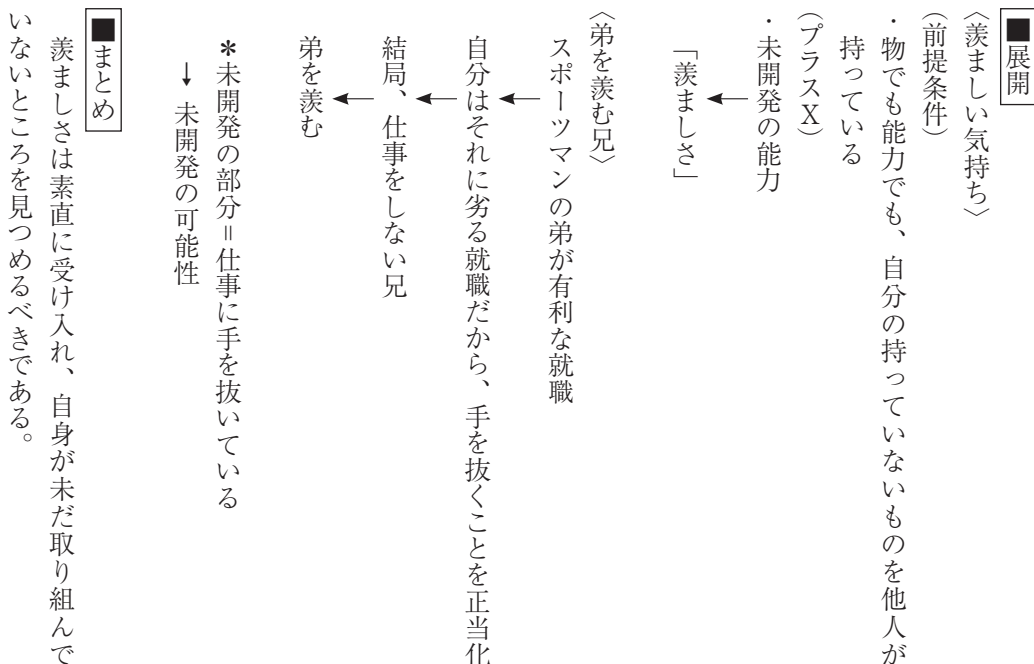 ■展開
〈羨ましい気持ち〉
(前提条件)
・物でも能力でも、自分の持っていないものを他人が
持っている
(プラスX)
・未開発の能力
↓
「羨ましさ」
〈弟を羨む兄〉
スポーツマンの弟が有利な就職
↓
自分はそれに劣る就職だから、手を抜くことを正当化
↓
結局、仕事をしない兄
↓
弟を羨む
＊未開発の部分＝仕事に手を抜いている
→未開発の可能性
■まとめ
羨ましさは素直に受け入れ、自身が未だ取り組んで
いないところを見つめるべきである。